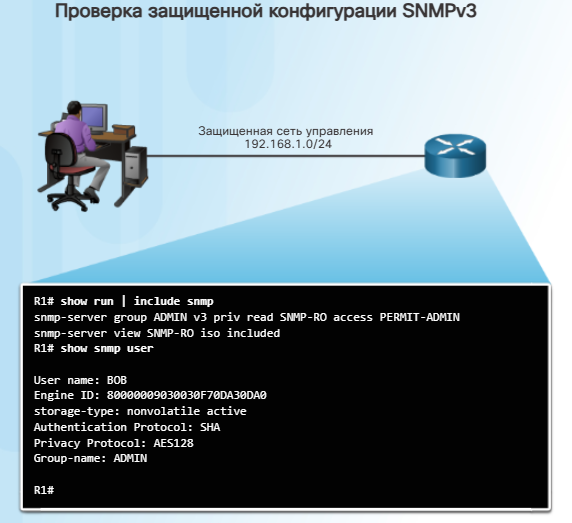 Проверка защищенной конфигурации SNMPv3
Защищенная сеть управления
192.168.1.0/24
R1# show run | include snmp
snmp-server group ADMIN v3 priv read SNMP-RO access PERMIT-ADMIN
snmp-server view SNMP-RO iso included
R1# show snmp user
User name: BOB
Engine ID: 80000009030030F70DA30DA0
storage-type: nonvolatile active
Authentication Protocol: SHA
Privacy Protocol: AES128
Group-name: ADMIN
R1#